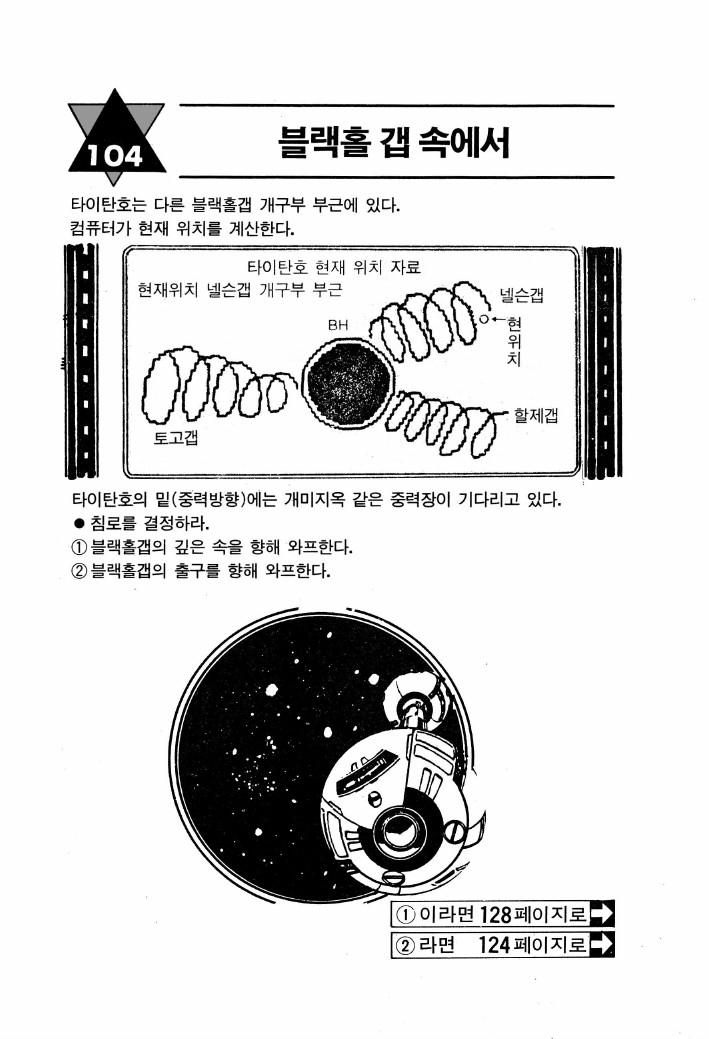 104
블랙홀 갭 속에서
타이탄호는 다른 블랙홀갭 개구부 부근에 있다.
컴퓨터가 현재 위치를 계산한다.
타이탄호 현재 위치 자료
현재위치 넬슨갭 개구부 부근
넬슨갭
BH
현
위
치
토고갭
할제갭
타이탄호의 밑(중력방향)에는 개미지옥 같은 중력장이 기다리고 있다.
● 침로를 결정하라.
①블랙홀갭의 깊은 속을 향해 와프한다.
②블랙홀갭의 출구를 향해 와프한다.
① 이라면 128페이지로
② 라면 124페이지로